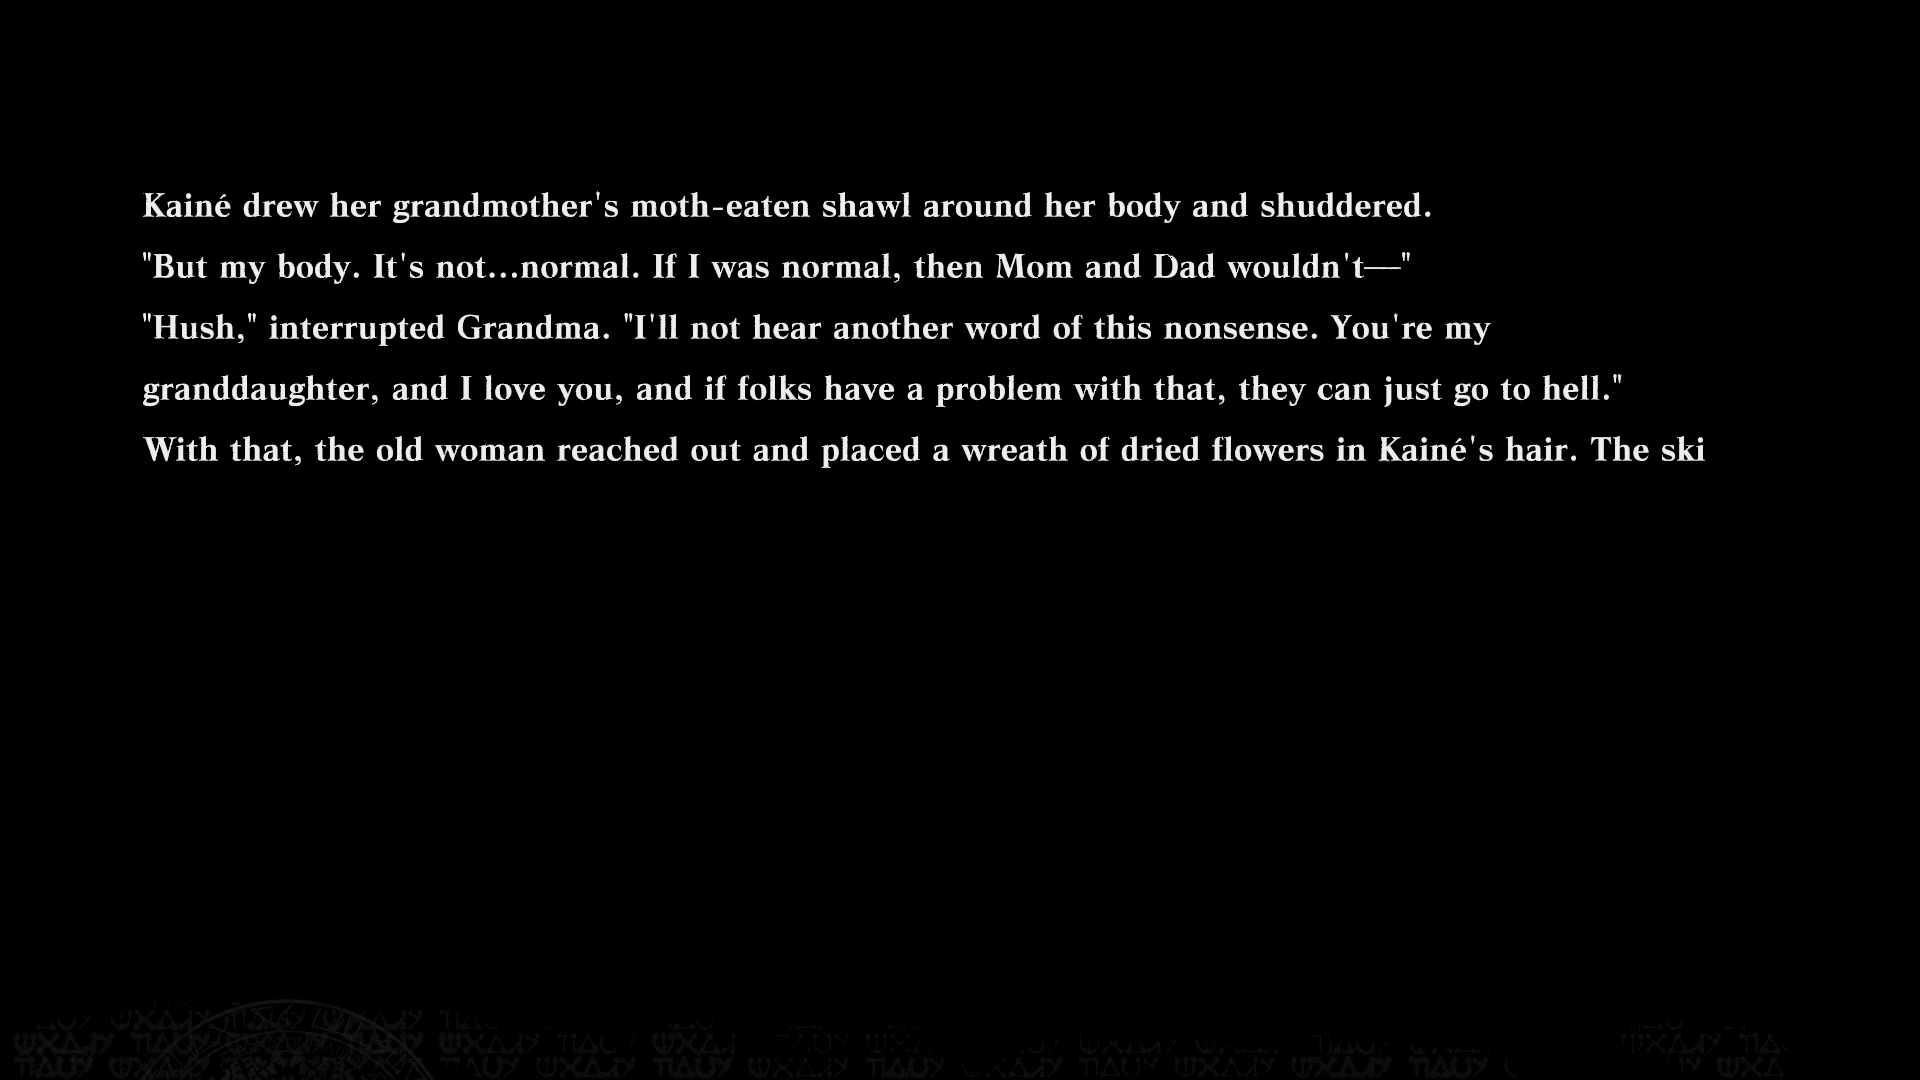 Kainé drew her grandmother's moth-eaten shawl around her body and shuddered.
"But my body. It's not...normal. If I was normal, then Mom and Dad wouldn't—"
"Hush," interrupted Grandma. "I'll not hear another word of this nonsense. You're my
granddaughter, and I love you, and if folks have a problem with that, they can just go to hell."
With that, the old woman reached out and placed a wreath of dried flowers in Kainé's hair. The ski